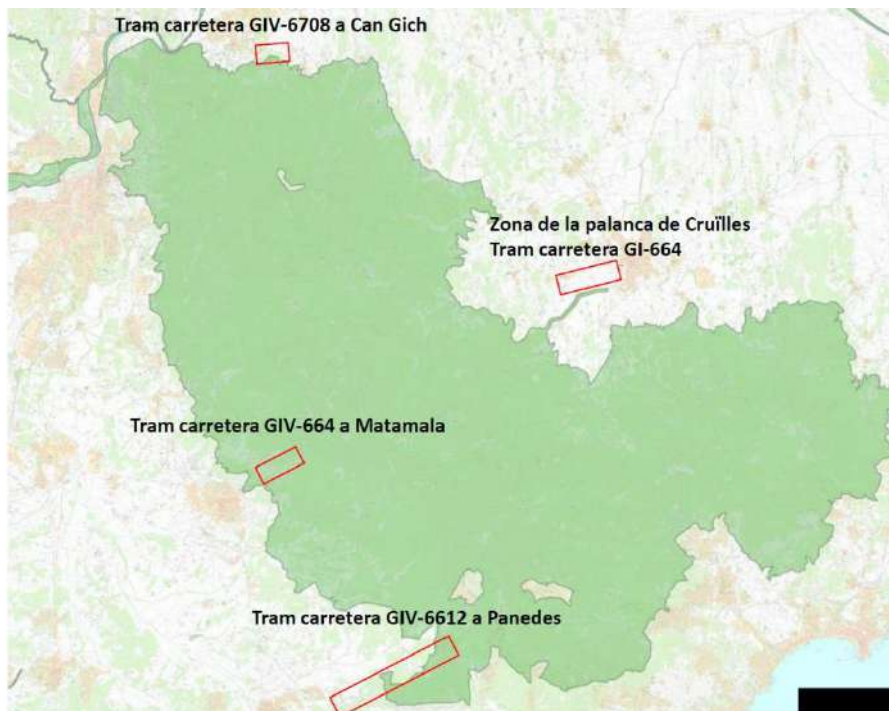 Tram carretera GIV-6708 a Can Gich
Zona de la palanca de Cruïlles
Tram carretera GI-664
Tram carretera GIV-664 a Matamala
Tram carretera GIV-6612 a Panedes